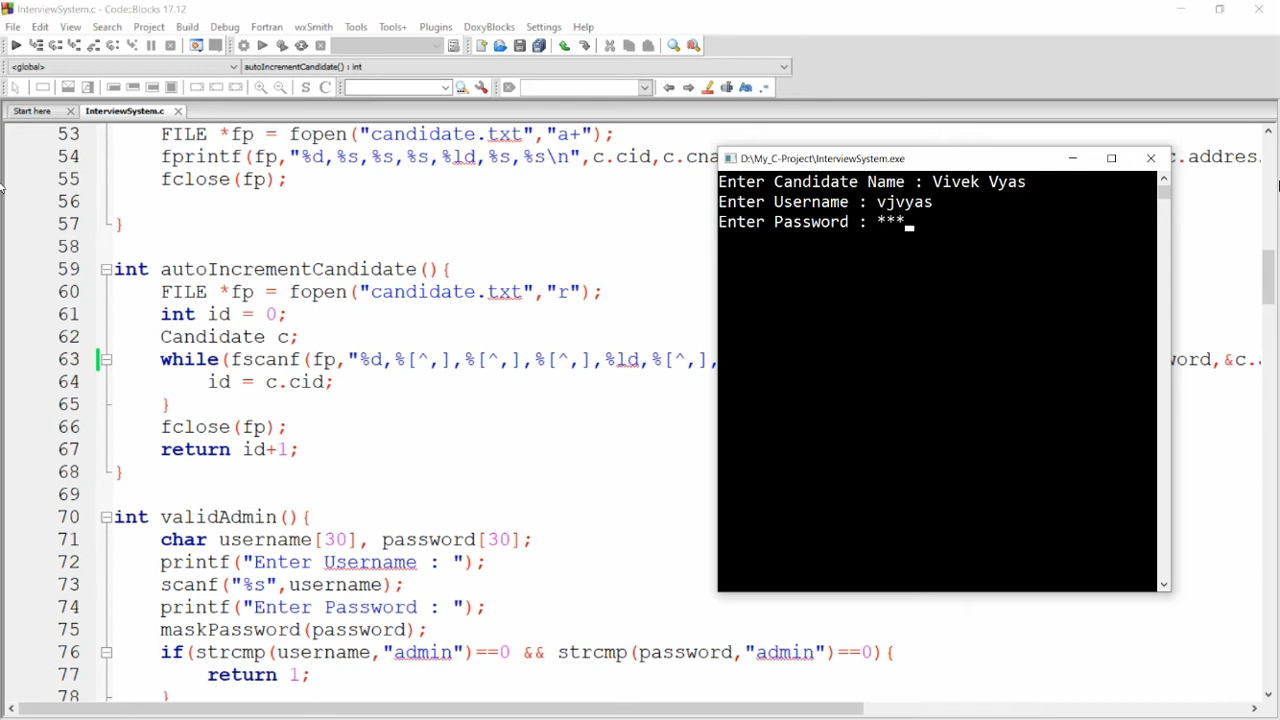 InterviewSystem.c - Code::Blocks 17.12
File Edit View Search Project Build Debug Fortran wxSmith Tools Tools+ Plugins DoxyBlocks Settings Help
<global> autoIncrementCandidate() : int
S C
Start here InterviewSystem.c
53 FILE *fp = fopen("candidate.txt","a+");
54 fprintf(fp,"%d,%s,%s,%s,%ld,%s,%s\n",c.cid,c.cna c.addres.
55 fclose(fp);
56
57 }
58
59 int autoIncrementCandidate(){
60 FILE *fp = fopen("candidate.txt","r");
61 int id = 0;
62 Candidate c;
63 while(fscanf(fp,"%d,%[^,],%[^,],%[^,],%ld,%[^,], word,&c.
64 id = c.cid;
65 }
66 fclose(fp);
67 return id+1;
68 }
69
70 int validAdmin(){
71 char username[30], password[30];
72 printf("Enter Username : ");
73 scanf("%s",username);
74 printf("Enter Password : ");
75 maskPassword(password);
76 if(strcmp(username,"admin")==0 && strcmp(password,"admin")==0){
77 return 1;
78 }
D:\My_C-Project\InterviewSystem.exe
Enter Candidate Name : Vivek Vyas
Enter Username : vjvyas
Enter Password : ***